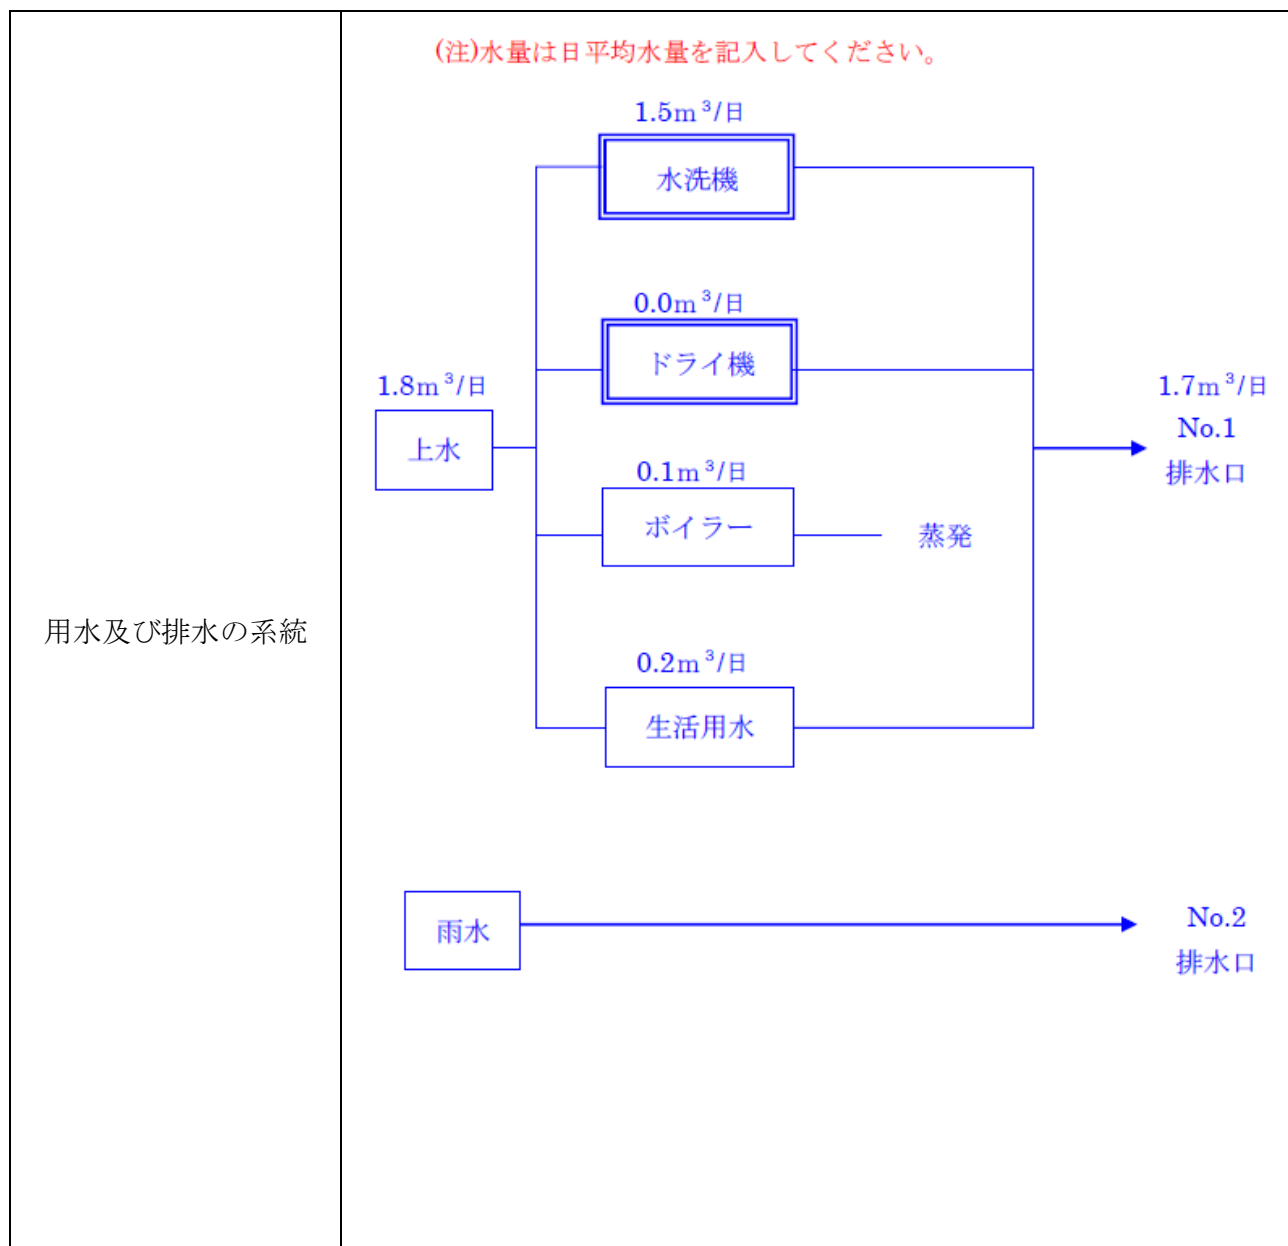 (注)水量は日平均水量を記入してください。
1.5m³/日
水洗機
0.0m³/日
ドライ機
1.8m³/日
上水
1.7m³/日
No.1
排水口
0.1m³/日
ボイラー
蒸発
用水及び排水の系統
0.2m³/日
生活用水
雨水
No.2
排水口